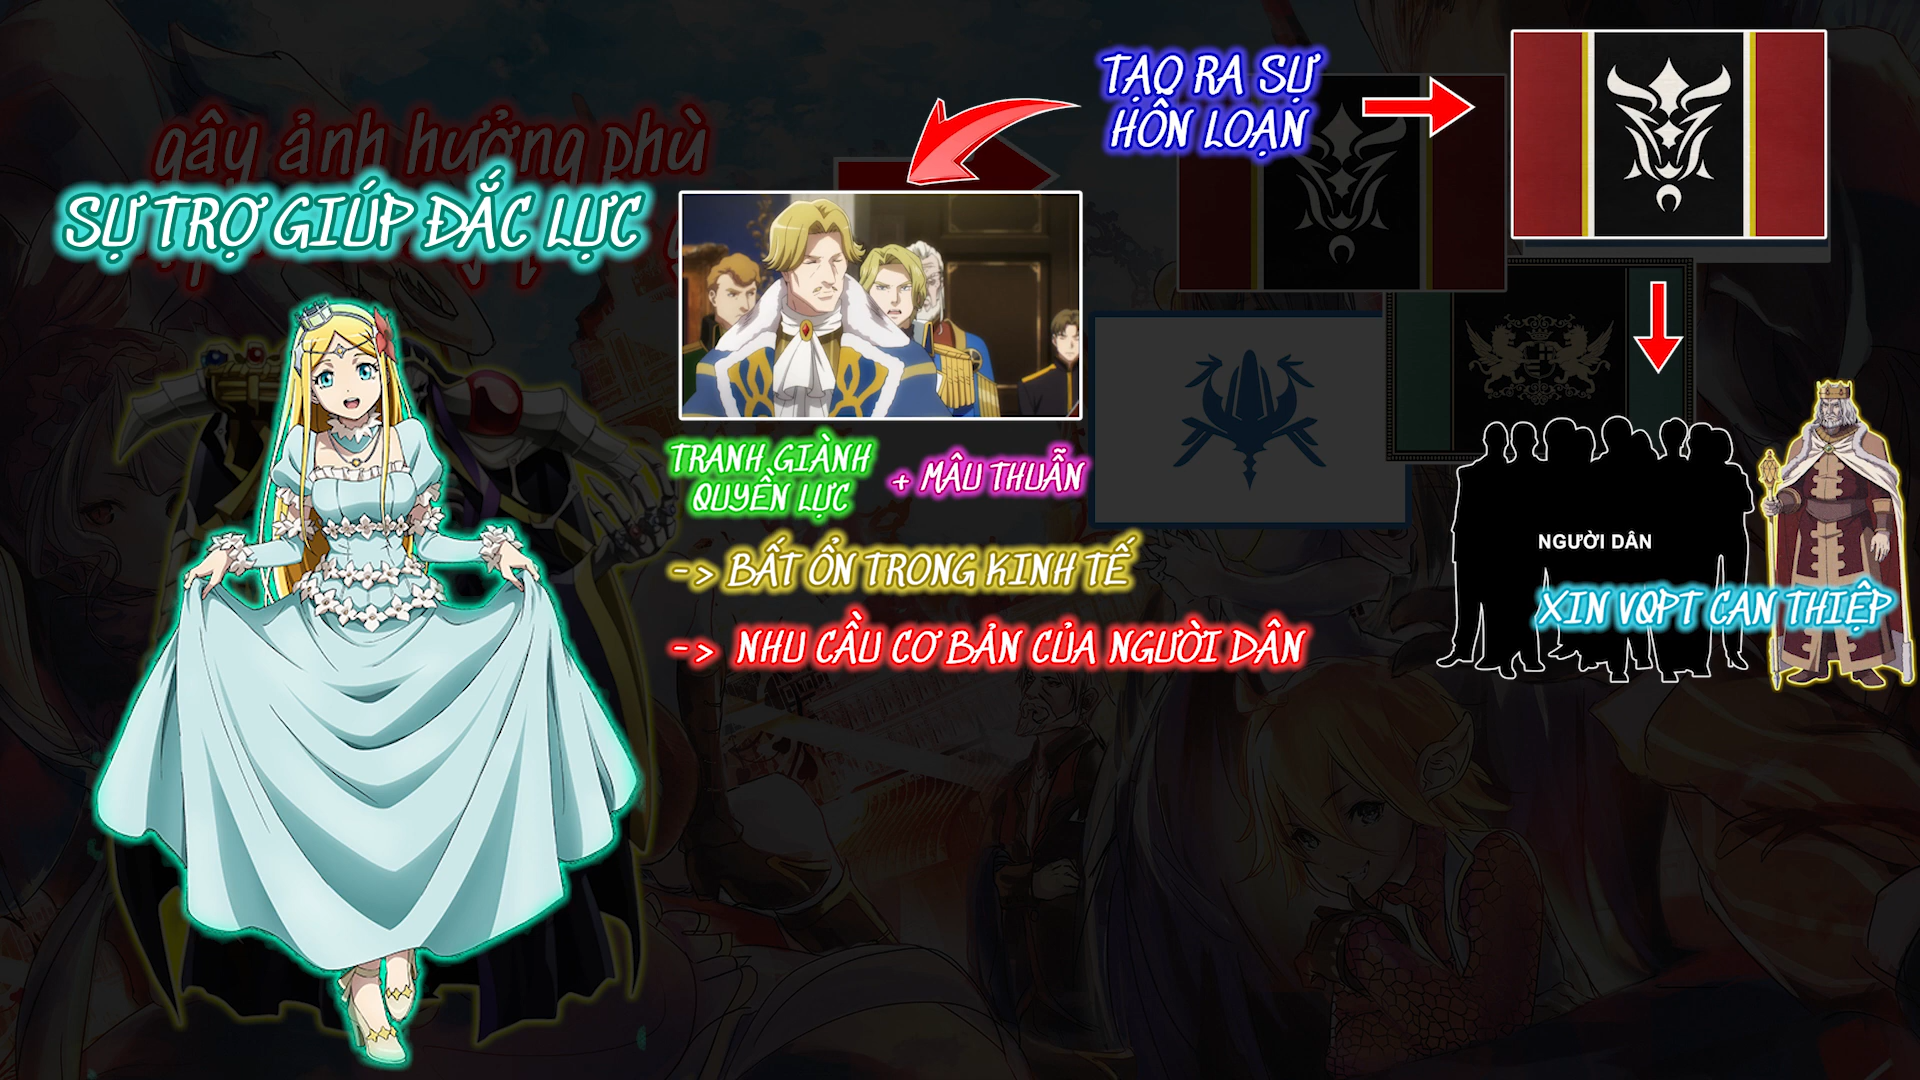 gây ảnh hưởng phù
SỰ TRỢ GIÚP ĐẮC LỰC
TẠO RA SỰ
HỖN LOẠN
TRANH GIÀNH
QUYỀN LỰC
+ MÂU THUẪN
-> BẤT ỔN TRONG KINH TẾ
-> NHU CẦU CƠ BẢN CỦA NGƯỜI DÂN
NGƯỜI DÂN
XIN VQPT CAN THIỆP